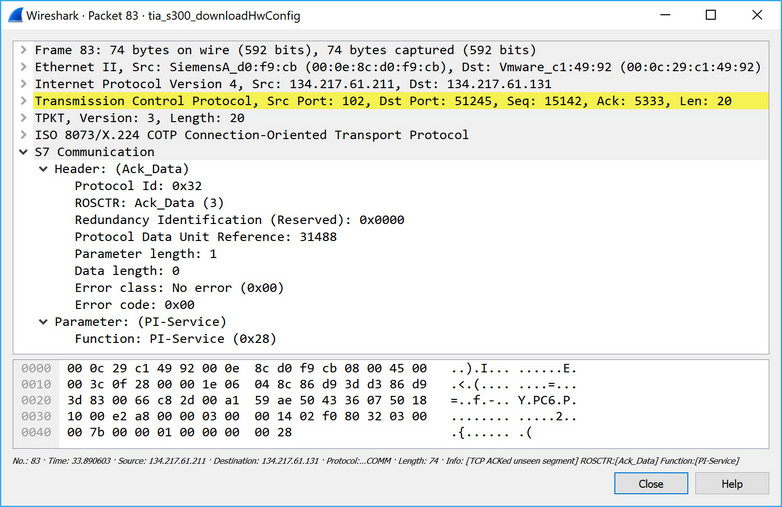 Wireshark · Packet 83 · tia_s300_downloadHwConfig
Frame 83: 74 bytes on wire (592 bits), 74 bytes captured (592 bits)
Ethernet II, Src: SiemensA_d0:f9:cb (00:0e:8c:d0:f9:cb), Dst: Vmware_c1:49:92 (00:0c:29:c1:49:92)
Internet Protocol Version 4, Src: 134.217.61.211, Dst: 134.217.61.131
Transmission Control Protocol, Src Port: 102, Dst Port: 51245, Seq: 15142, Ack: 5333, Len: 20
TPKT, Version: 3, Length: 20
ISO 8073/X.224 COTP Connection-Oriented Transport Protocol
S7 Communication
Header: (Ack_Data)
Protocol Id: 0x32
ROSCTR: Ack_Data (3)
Redundancy Identification (Reserved): 0x0000
Protocol Data Unit Reference: 31488
Parameter length: 1
Data length: 0
Error class: No error (0x00)
Error code: 0x00
Parameter: (PI-Service)
Function: PI-Service (0x28)
0000 00 0c 29 c1 49 92 00 0e 8c d0 f9 cb 08 00 45 00 ..).I... ......E.
0010 00 3c 0f 28 00 00 1e 06 04 8c 86 d9 3d d3 86 d9 .<.(.... ....=...
0020 3d 83 00 66 c8 2d 00 a1 59 ae 50 43 36 07 50 18 =..f.-.. Y.PC6.P.
0030 10 00 e2 a8 00 00 03 00 00 14 02 f0 80 32 03 00 ........ .....2..
0040 00 7b 00 00 01 00 00 00 00 28 .{...... .(
No.: 83 · Time: 33.890603 · Source: 134.217.61.211 · Destination: 134.217.61.131 · Protocol:...COMM · Length: 74 · Info: [TCP ACKed unseen segment] ROSCTR:[Ack_Data] Function:[PI-Service]
Close Help